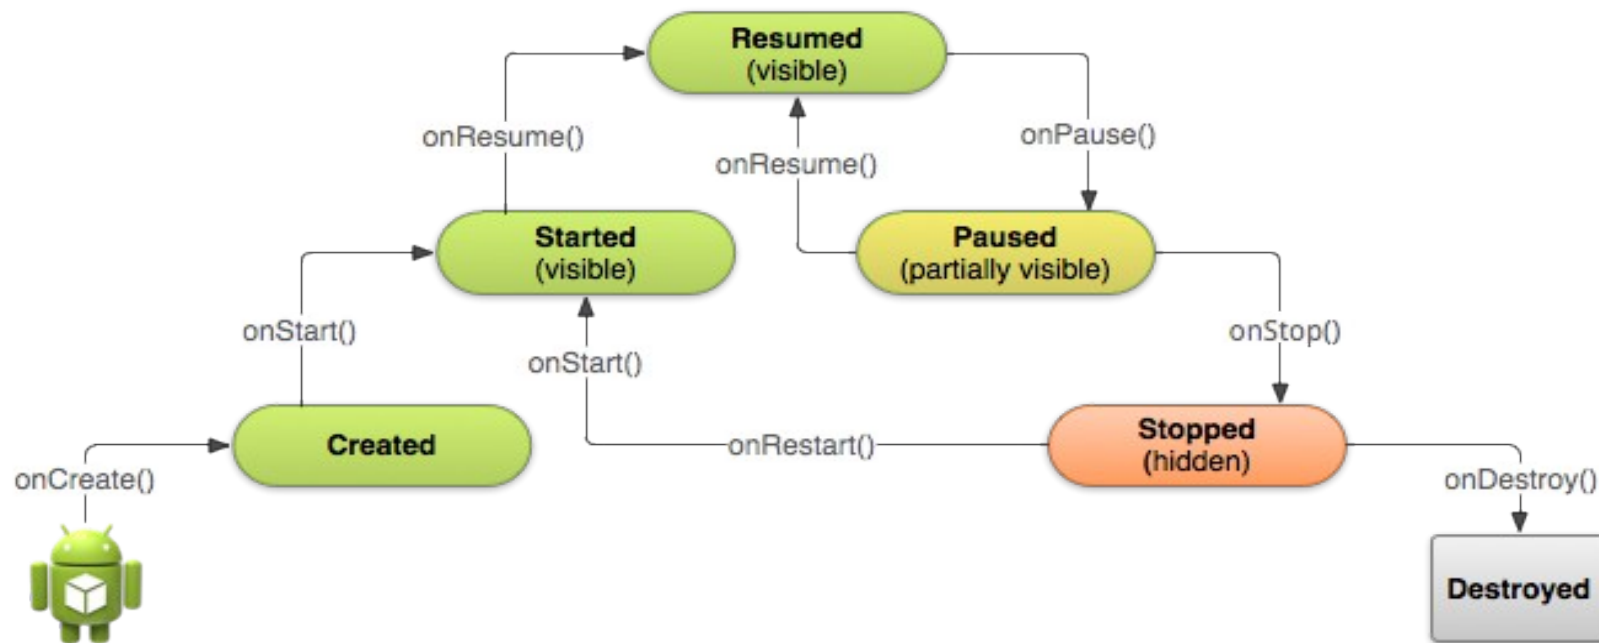 Resumed
(visible)
onResume()
onPause()
onResume()
Started
(visible)
Paused
(partially visible)
onStart()
onStart()
onStop()
Created
onRestart()
Stopped
(hidden)
onCreate()
onDestroy()
Destroyed